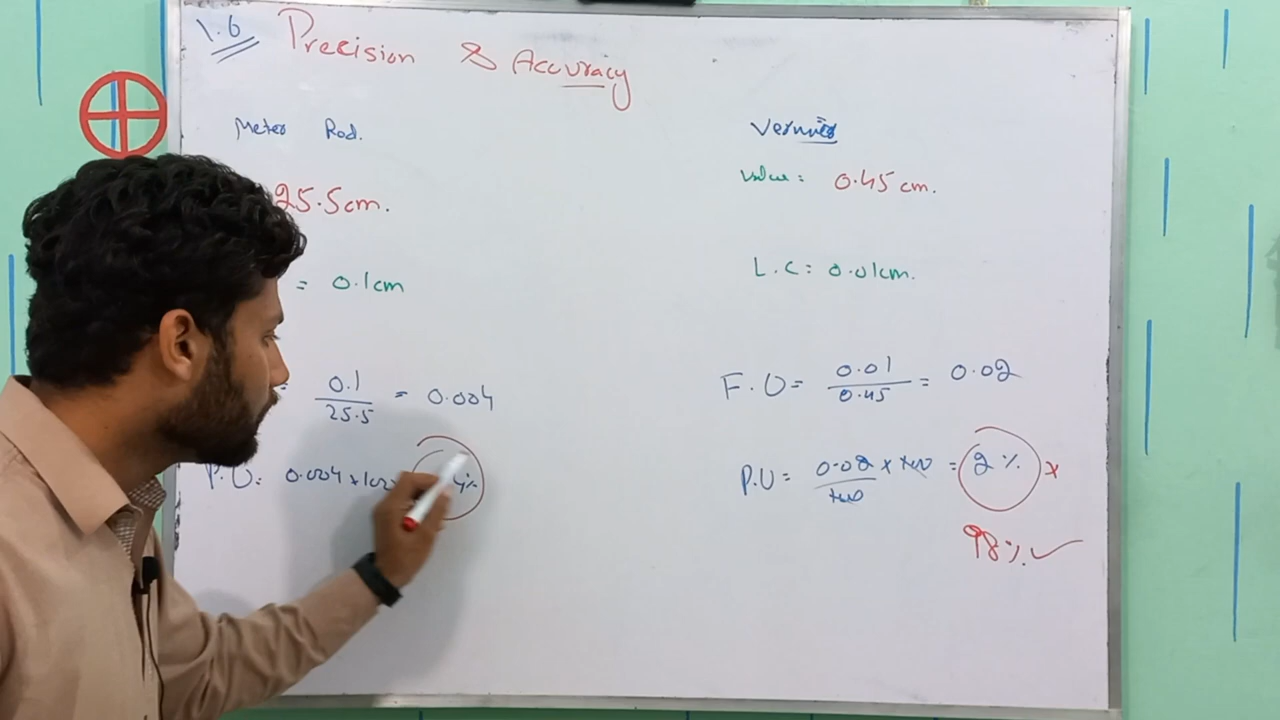 1.6 Precision & Accuracy
Meter Rod.
25.5cm.
= 0.1cm
= 0.1/25.5 = 0.004
P.U = 0.004 × 100 4%
Vernier
Value = 0.45 cm.
L.C = 0.01cm.
F.U = 0.01/0.45 = 0.02
P.U = 0.02/100 × 100 = 2% ×
98% ✓